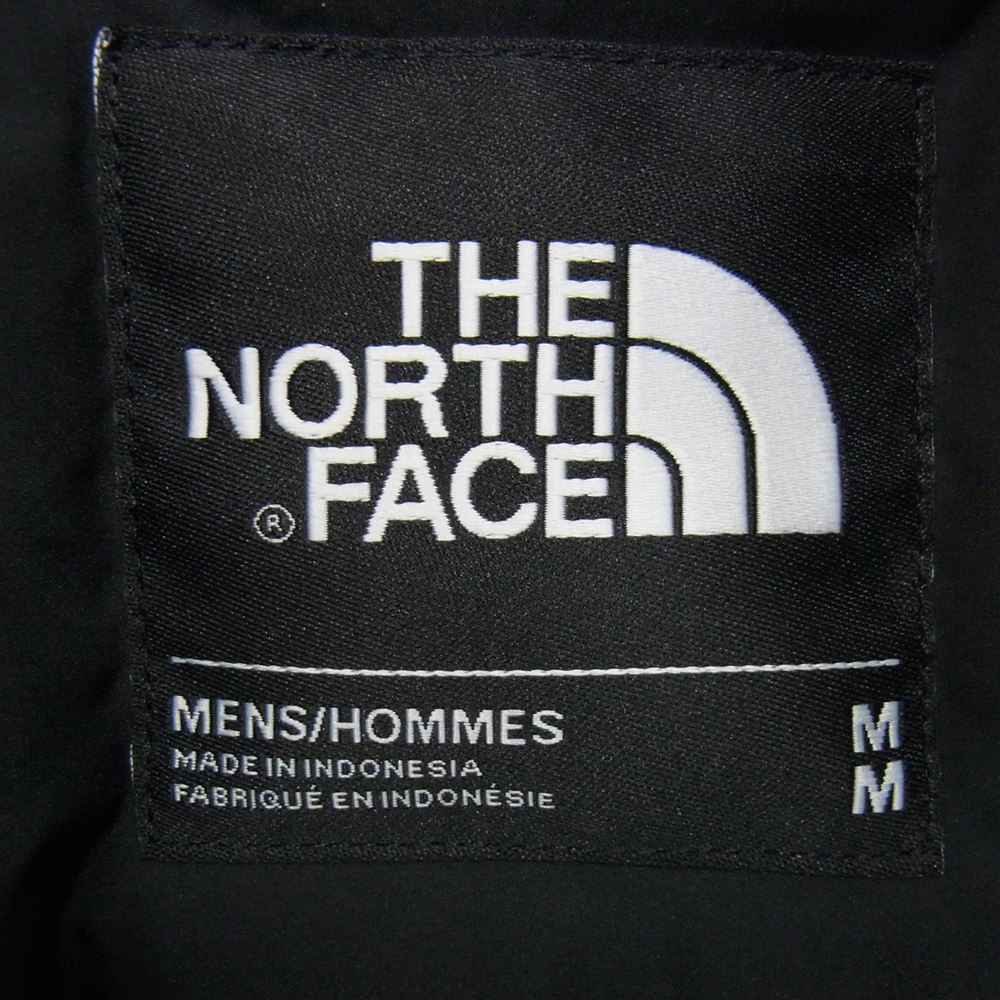 THE
NORTH
® FACE
MENS/HOMMES M
MADE IN INDONESIA
FABRIQUÉ EN INDONÉSIE M